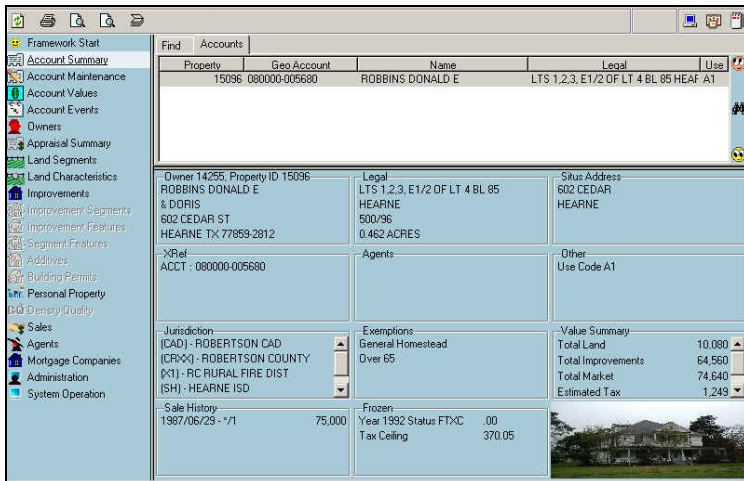 Framework Start
Account Summary
Account Maintenance
Account Values
Account Events
Owners
Appraisal Summary
Land Segments
Land Characteristics
Improvements
Improvement Segments
Improvement Features
Segment Features
Additives
Building Permits
Personal Property
Density-Quality
Sales
Agents
Mortgage Companies
Administration
System Operation
Find Accounts
Property Geo Account Name Legal Use
15096 080000-005680 ROBBINS DONALD E LTS 1,2,3, E1/2 OF LT 4 BL 85 HEAF A1
Owner 14255, Property ID 15096
ROBBINS DONALD E
& DORIS
602 CEDAR ST
HEARNE TX 77859-2812
Legal
LTS 1,2,3, E1/2 OF LT 4 BL 85
HEARNE
500/96
0.462 ACRES
Situs Address
602 CEDAR
HEARNE
XRef
ACCT : 080000-005680
Agents
Other
Use Code A1
Jurisdiction
(CAD) - ROBERTSON CAD
(CRXX) - ROBERTSON COUNTY
(X1) - RC RURAL FIRE DIST
(SH) - HEARNE ISD
Exemptions
General Homestead
Over 65
Value Summary
Total Land 10,080
Total Improvements 64,560
Total Market 74,640
Estimated Tax 1,249
Sale History
1987/06/29 - */1 75,000
Frozen
Year 1992 Status FTXC .00
Tax Ceiling 370.05